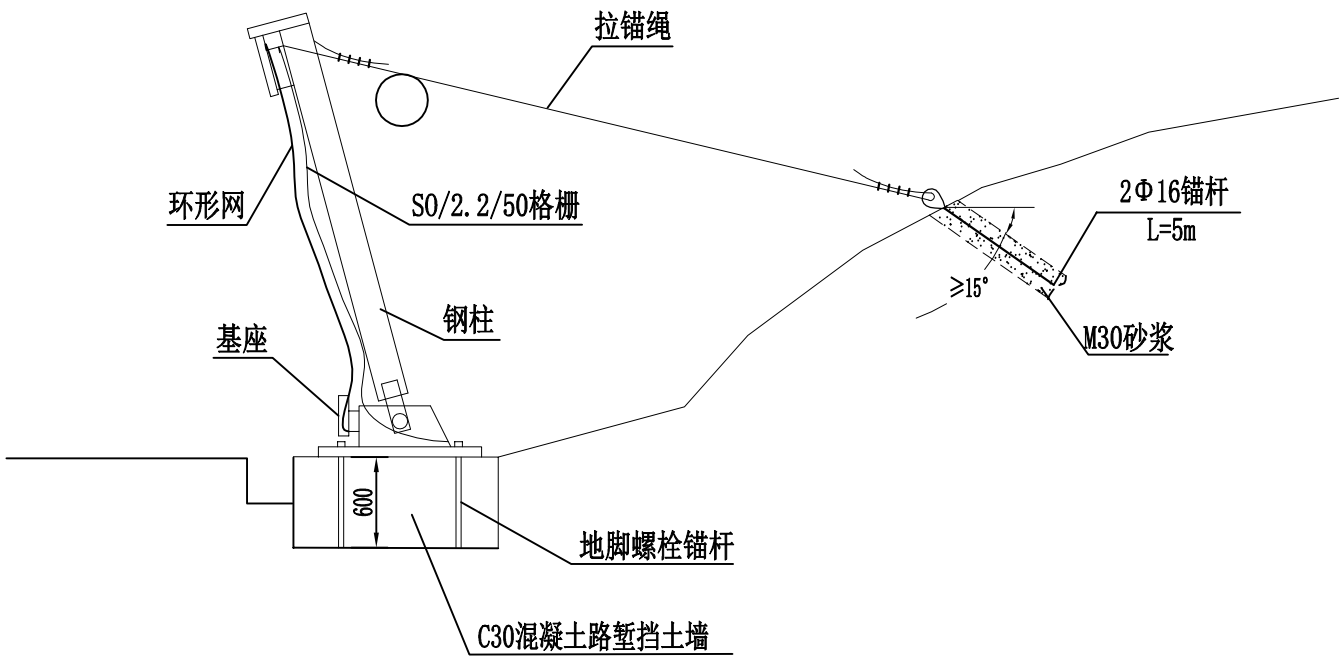 拉锚绳
环形网
SO/2.2/50格栅
2Φ16锚杆
L=5m
≥15°
钢柱
基座
M30砂浆
600
地脚螺栓锚杆
C30混凝土路堑挡土墙